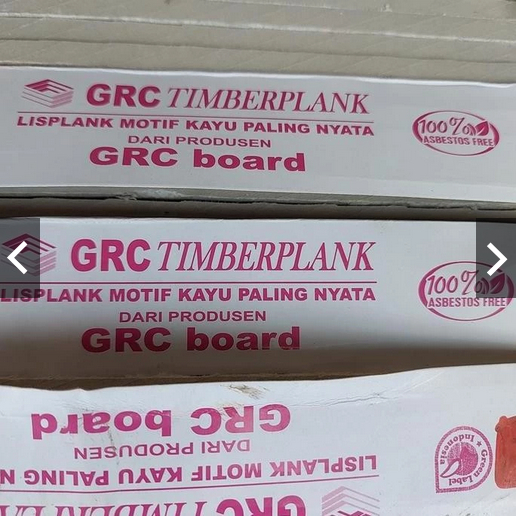 GRC TIMBERPLANK
LISPLANK MOTIF KAYU PALING NYATA
DARI PRODUSEN
GRC board
100%
ASBESTOS FREE
GRC TIMBERPLANK
LISPLANK MOTIF KAYU PALING NYATA
DARI PRODUSEN
GRC board
100%
ASBESTOS FREE
GRC board
DARI PRODUSEN
LISPLANK MOTIF KAYU PALING N
GRC TIMBERPLA
Green Label
Indonesia